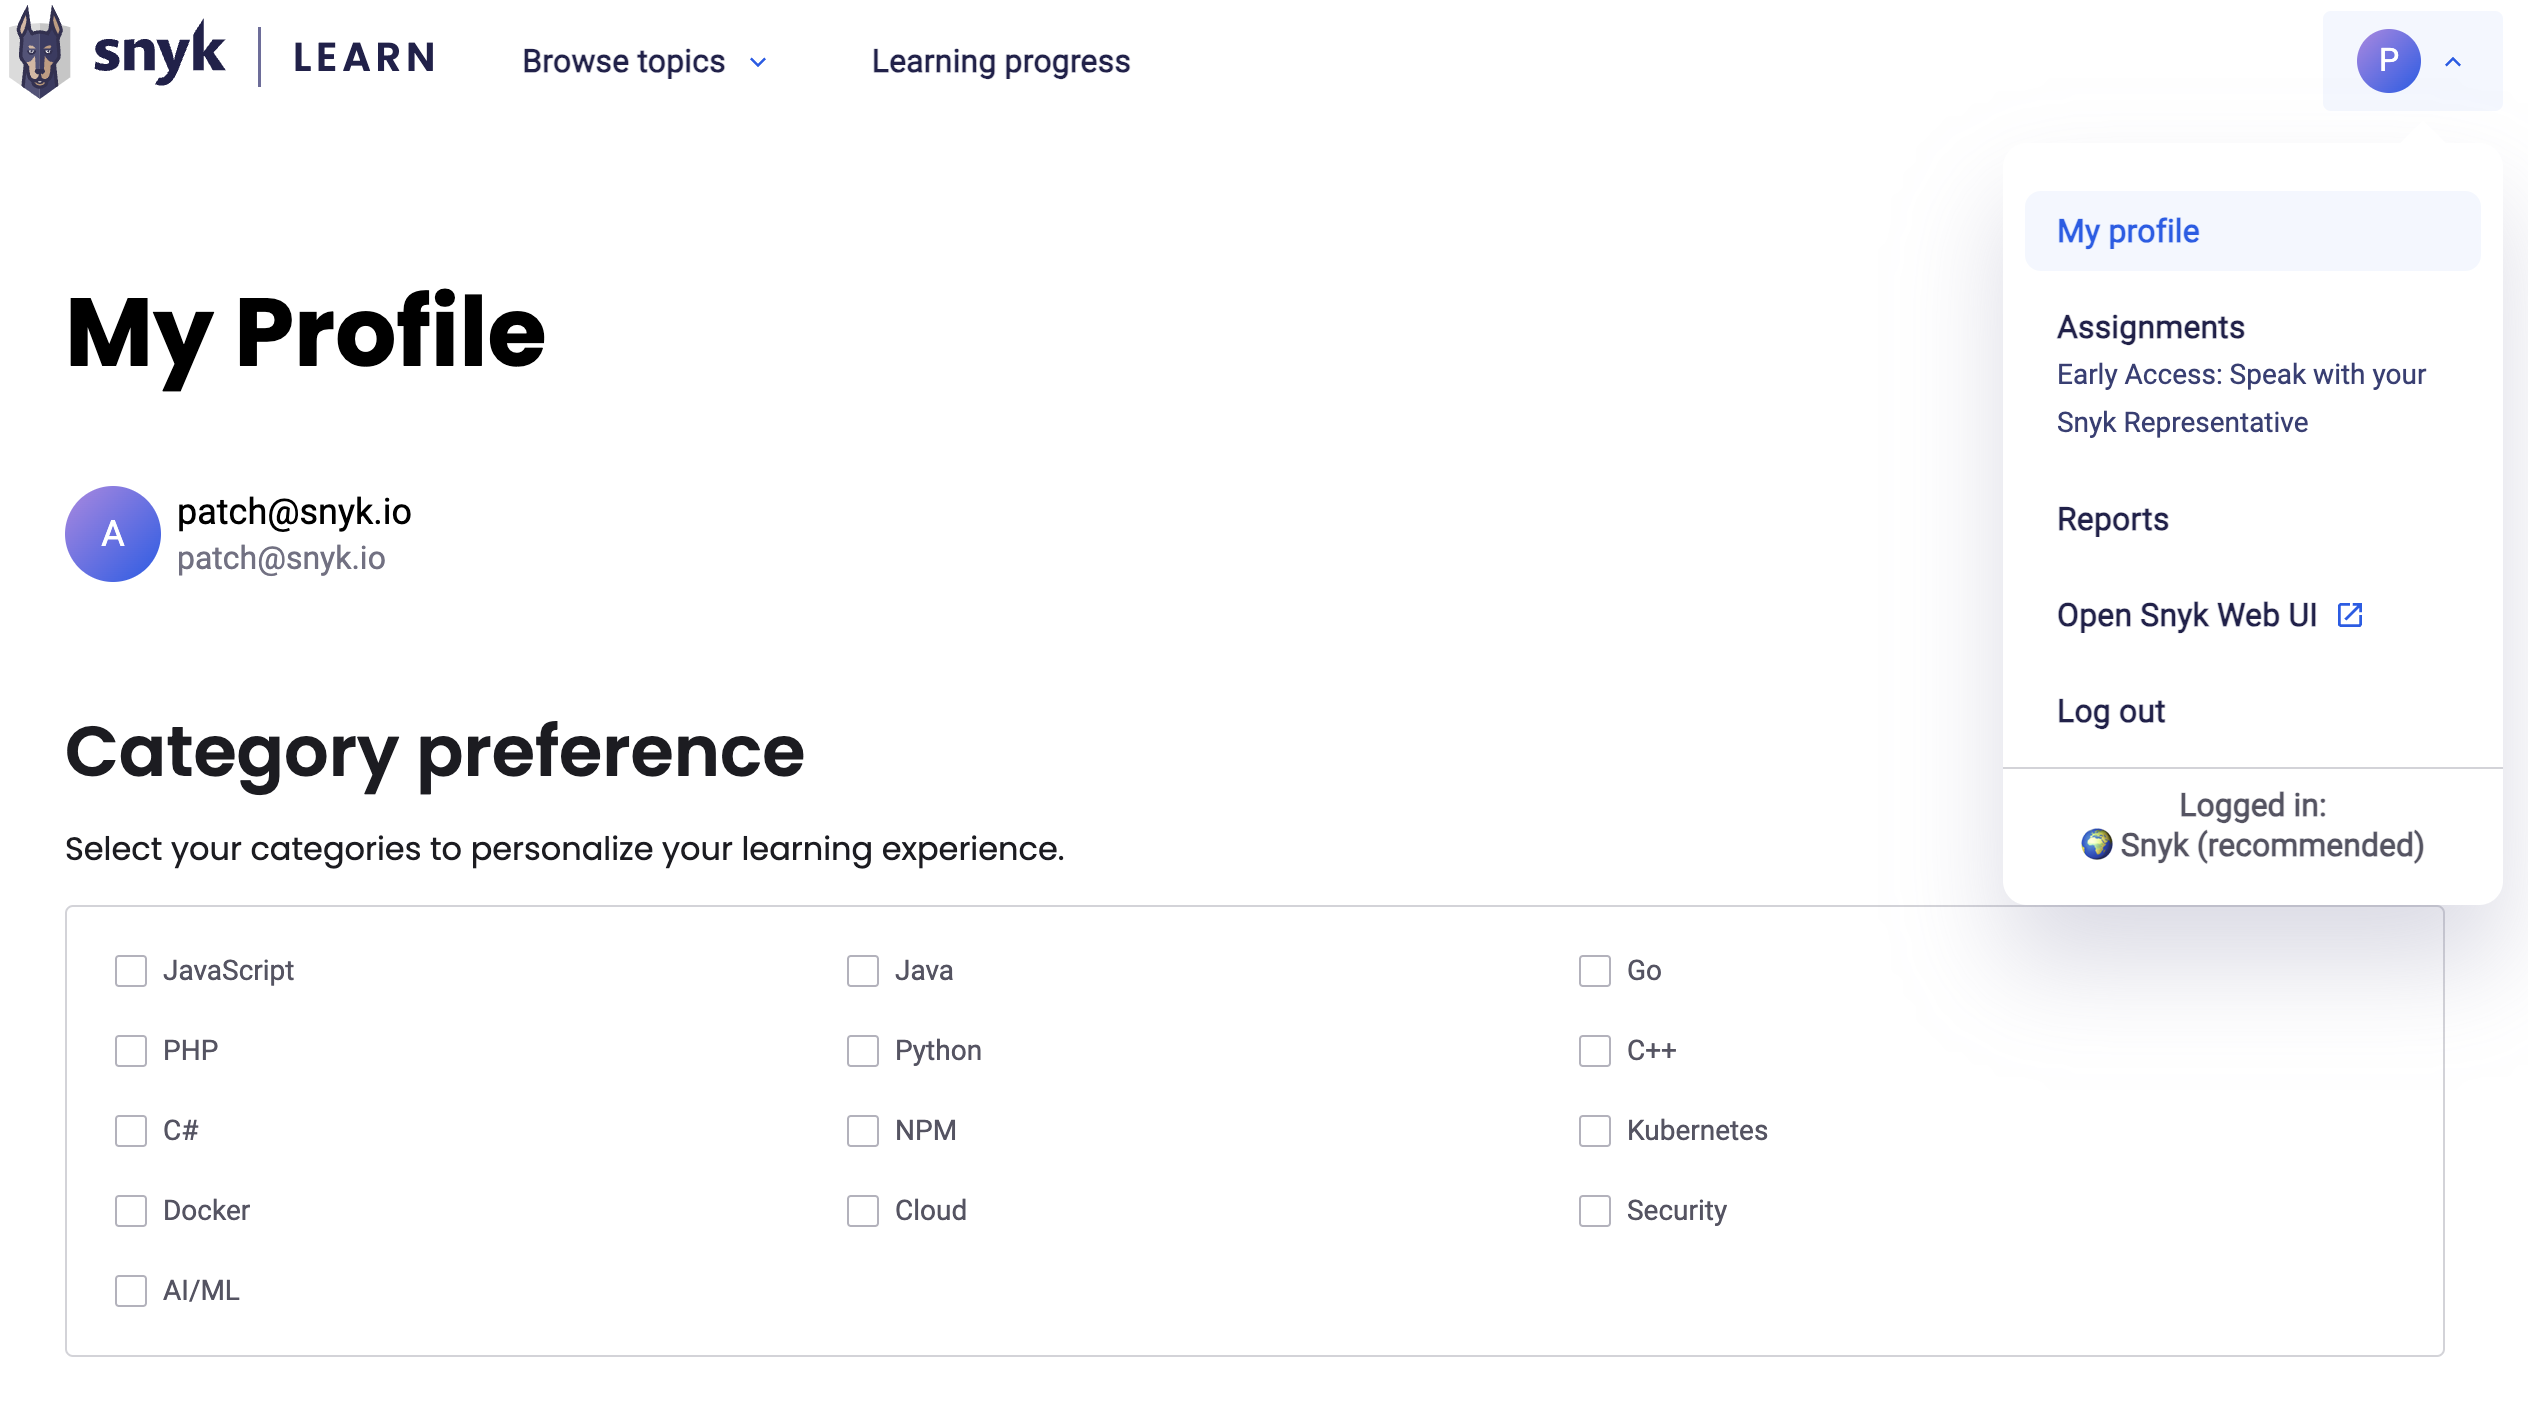 snyk LEARN Browse topics Learning progress P
My profile
Assignments
Early Access: Speak with your
Snyk Representative
Reports
Open Snyk Web UI
Log out
Logged in:
Snyk (recommended)
My Profile
A
patch@snyk.io
patch@snyk.io
Category preference
Select your categories to personalize your learning experience.
JavaScript Java Go
PHP Python C++
C# NPM Kubernetes
Docker Cloud Security
AI/ML